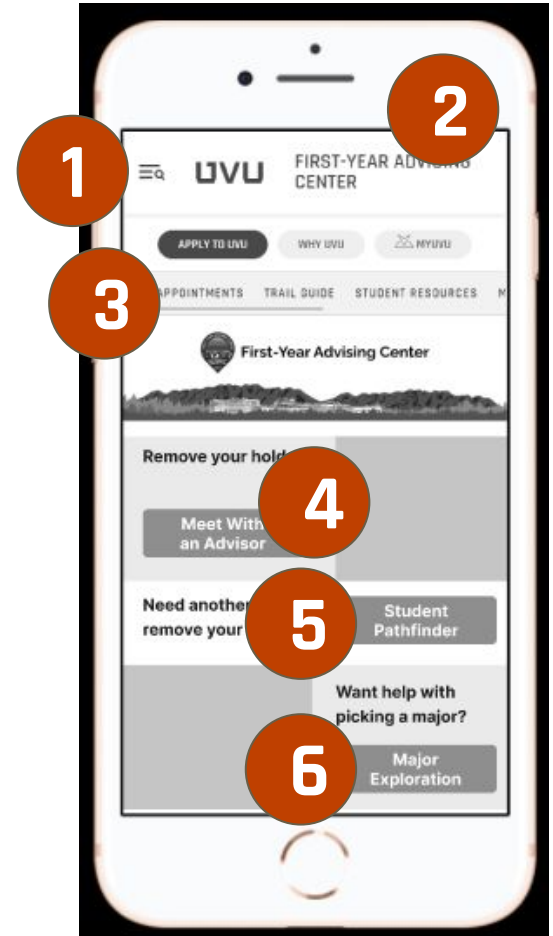 1
2
UVU
FIRST-YEAR ADVISING
CENTER
APPLY TO UVU
WHY UVU
MYUVU
3
APPOINTMENTS
TRAIL GUIDE
STUDENT RESOURCES
M
First-Year Advising Center
Remove your hold
4
Meet With
an Advisor
Need another
remove your
5
Student
Pathfinder
Want help with
picking a major?
6
Major
Exploration